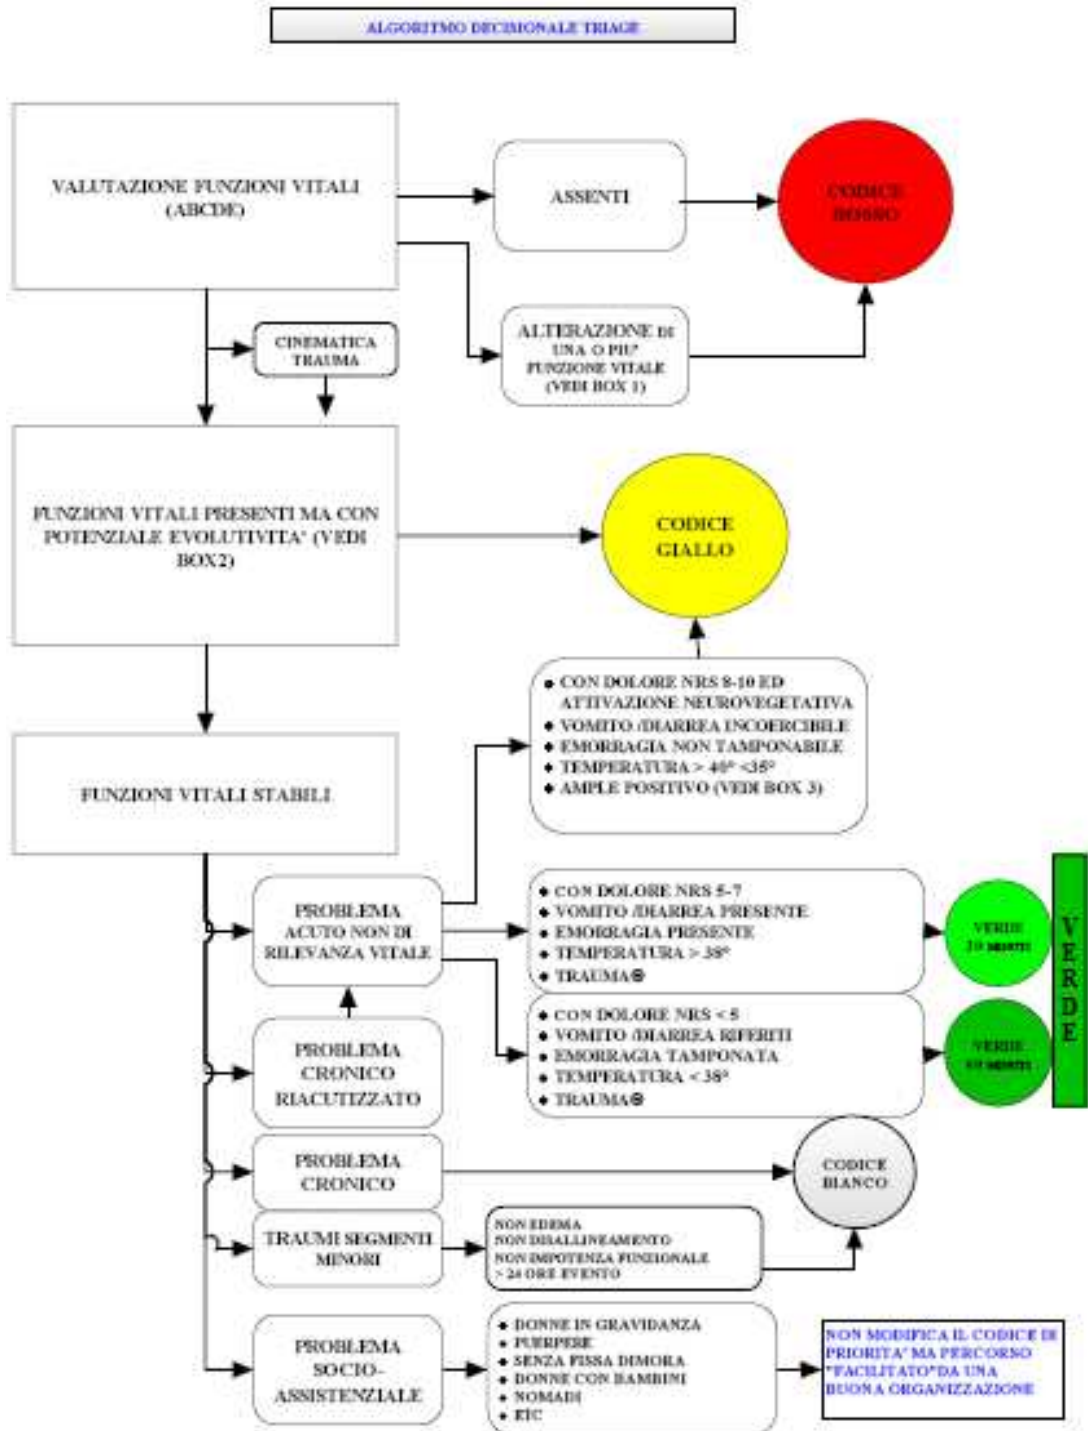 ALGORITMO DECISIONALE TRIAGE
VALUTAZIONE FUNZIONI VITALI
(ABCDE)
ASSENTI
CODICE
ROSSO
CINEMATICA
TRAUMA
ALTERAZIONE DI
UNA O PIU'
FUNZIONE VITALE
(VEDI BOX 1)
FUNZIONI VITALI PRESENTI MA CON
POTENZIALE EVOLUTIVITA' (VEDI
BOX2)
CODICE
GIALLO
FUNZIONI VITALI STABILI
● CON DOLORE NRS 8-10 ED
ATTIVAZIONE NEUROVEGETATIVA
● VOMITO /DIARREA INCOERCIBILE
● EMORRAGIA NON TAMPONABILE
● TEMPERATURA > 40° <35°
● AMPLE POSITIVO (VEDI BOX 3)
PROBLEMA
ACUTO NON DI
RILEVANZA VITALE
● CON DOLORE NRS 5-7
● VOMITO /DIARREA PRESENTE
● EMORRAGIA PRESENTE
● TEMPERATURA > 38°
● TRAUMA
VERDE
MINUTI
VERDE
PROBLEMA
CRONICO
RIACUTIZZATO
● CON DOLORE NRS < 5
● VOMITO /DIARREA RIFERITI
● EMORRAGIA TAMPONATA
● TEMPERATURA < 38°
● TRAUMA
VERDE
MINUTI
PROBLEMA
CRONICO
CODICE
BIANCO
TRAUMI SEGMENTI
MINORI
NON EDEMA
NON DISALLINEAMENTO
NON IMPOTENZA FUNZIONALE
> 24 ORE EVENTO
PROBLEMA
SOCIO-
ASSISTENZIALE
● DONNE IN GRAVIDANZA
● PUERPERE
● SENZA FISSA DIMORA
● DONNE CON BAMBINI
● NOMADI
● ETC
NON MODIFICA IL CODICE DI
PRIORITA' MA PERCORSO
"FACILITATO"DA UNA
BUONA ORGANIZZAZIONE